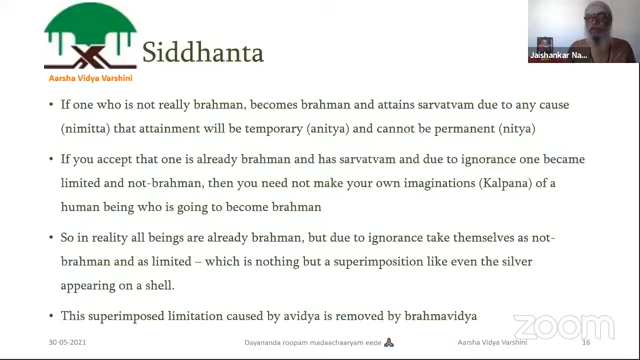 Siddhanta
Aarsha Vidya Varshini
Jaishankar Na...
• If one who is not really brahman, becomes brahman and attains sarvatvam due to any cause
(nimitta) that attainment will be temporary (anitya) and cannot be permanent (nitya)
• If you accept that one is already brahman and has sarvatvam and due to ignorance one became
limited and not-brahman, then you need not make your own imaginations (Kalpana) of a
human being who is going to become brahman
• So in reality all beings are already brahman, but due to ignorance take themselves as not-
brahman and as limited – which is nothing but a superimposition like even the silver
appearing on a shell.
• This superimposed limitation caused by avidya is removed by brahmavidya
zoom
30-05-2021 Dayananda roopam madaachaaryam eede 🙏 Aarsha Vidya Varshini 16